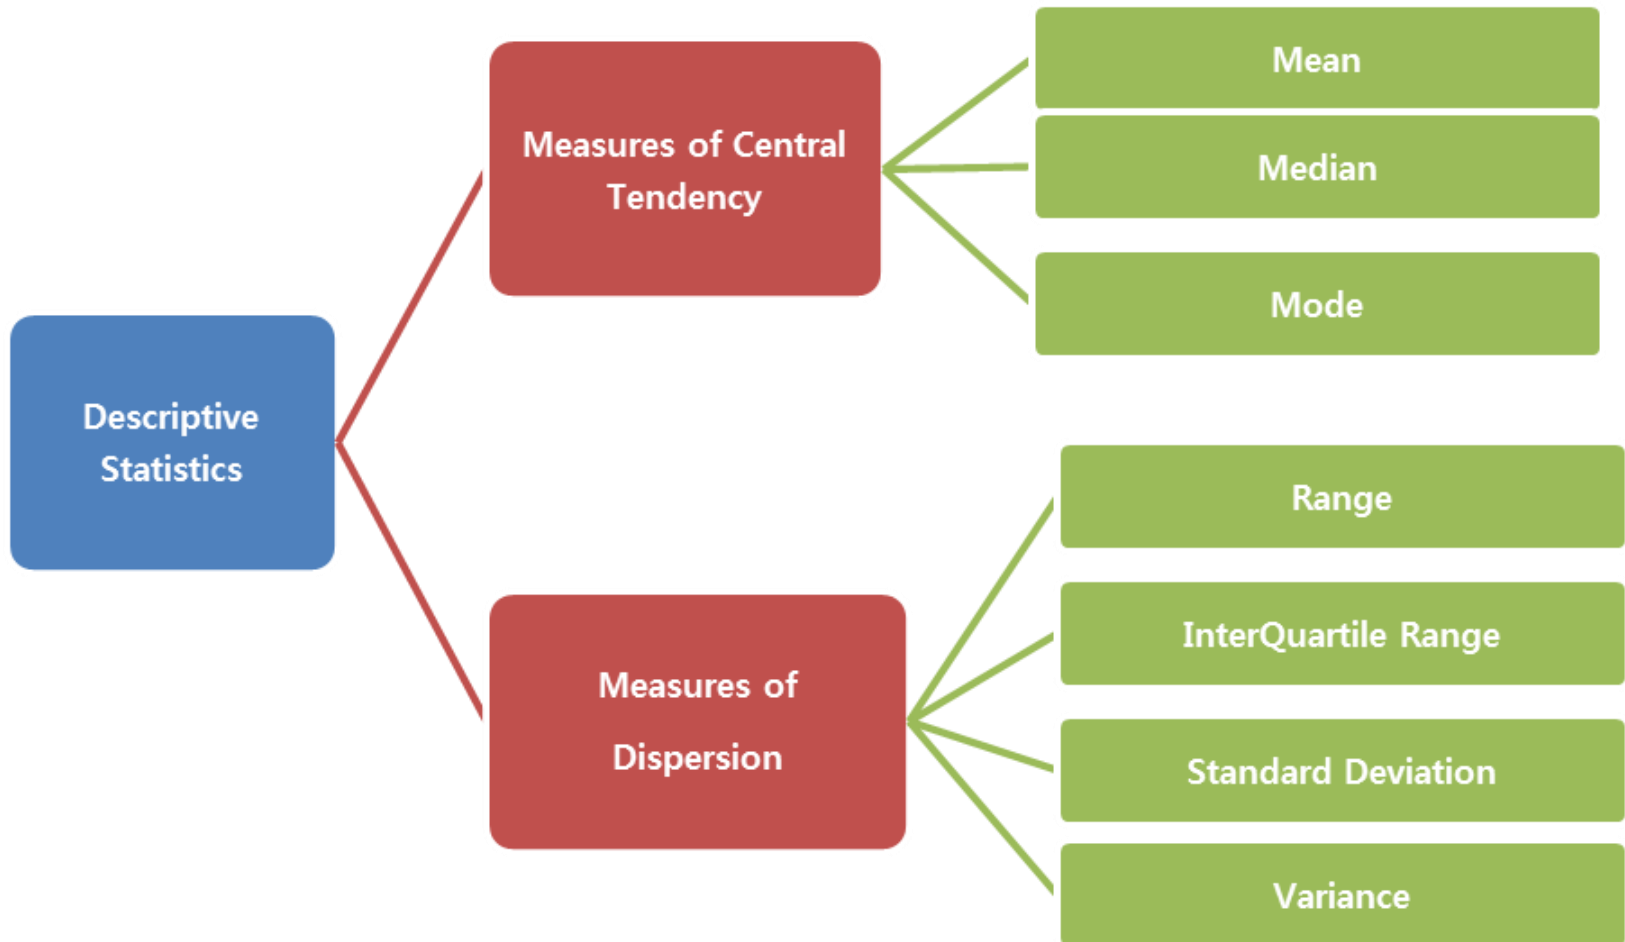 Descriptive
Statistics
Measures of Central
Tendency
Mean
Median
Mode
Measures of
Dispersion
Range
InterQuartile Range
Standard Deviation
Variance